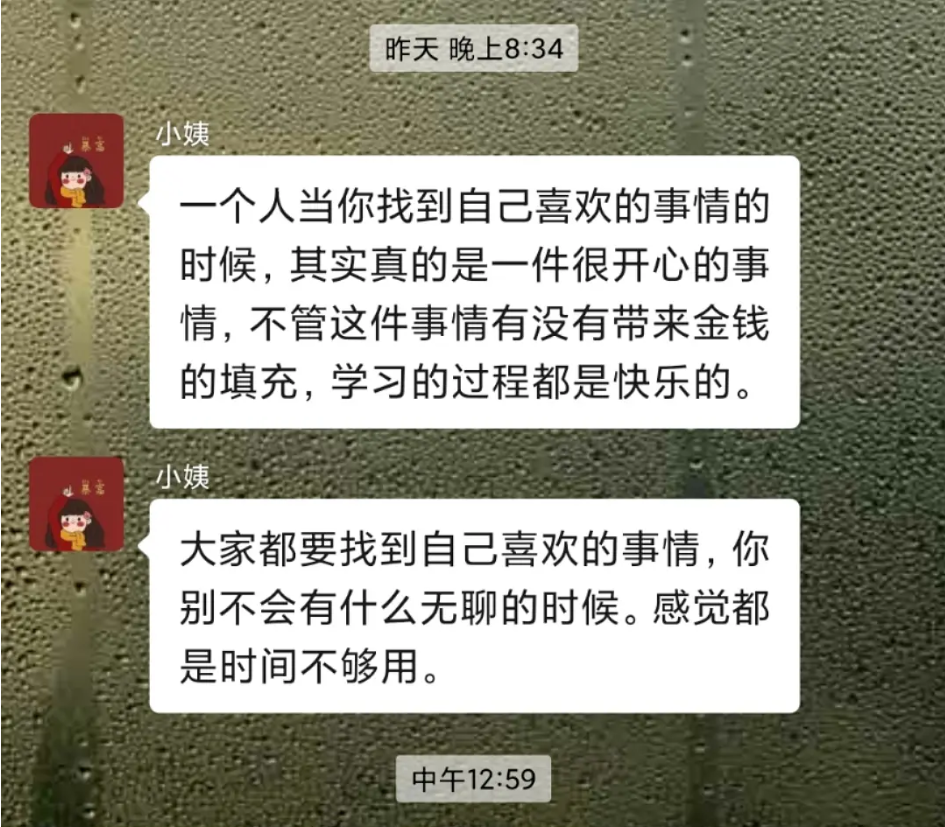 昨天 晚上8:34
小姨
一个人当你找到自己喜欢的事情的
时候，其实真的是一件很开心的事
情，不管这件事情有没有带来金钱
的填充，学习的过程都是快乐的。
小姨
大家都要找到自己喜欢的事情，你
别不会有什么无聊的时候。感觉都
是时间不够用。
中午12:59